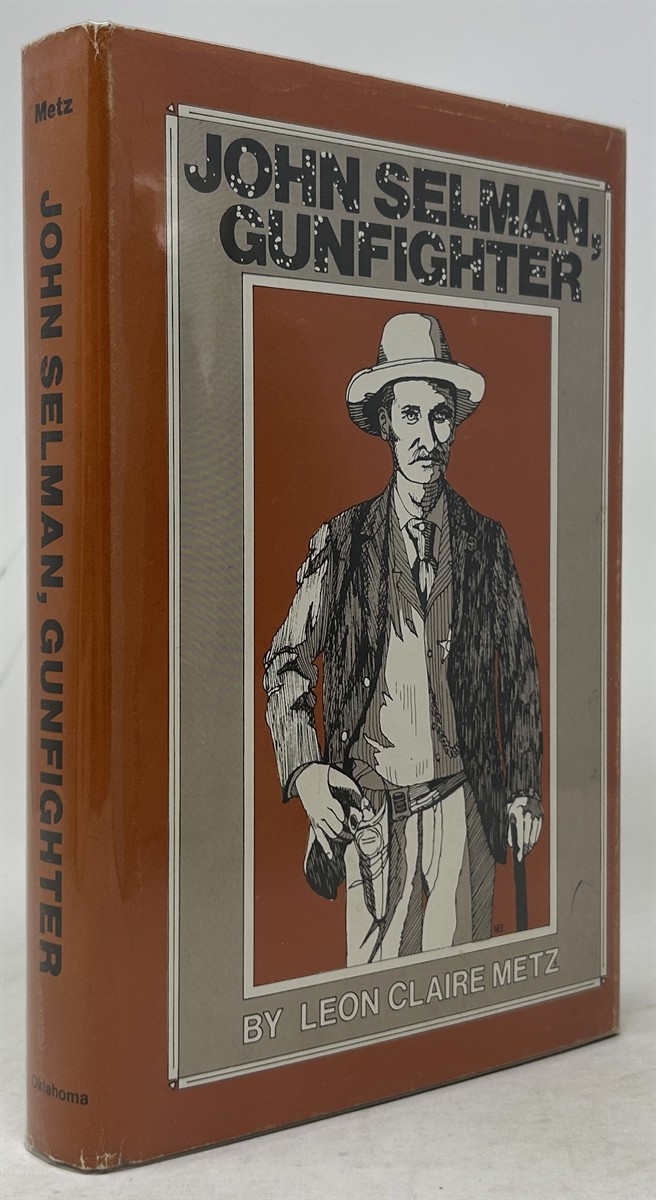 Metz
JOHN SELMAN, GUNFIGHTER
Oklahoma
JOHN SELMAN,
GUNFIGHTER
BY LEON CLAIRE METZ